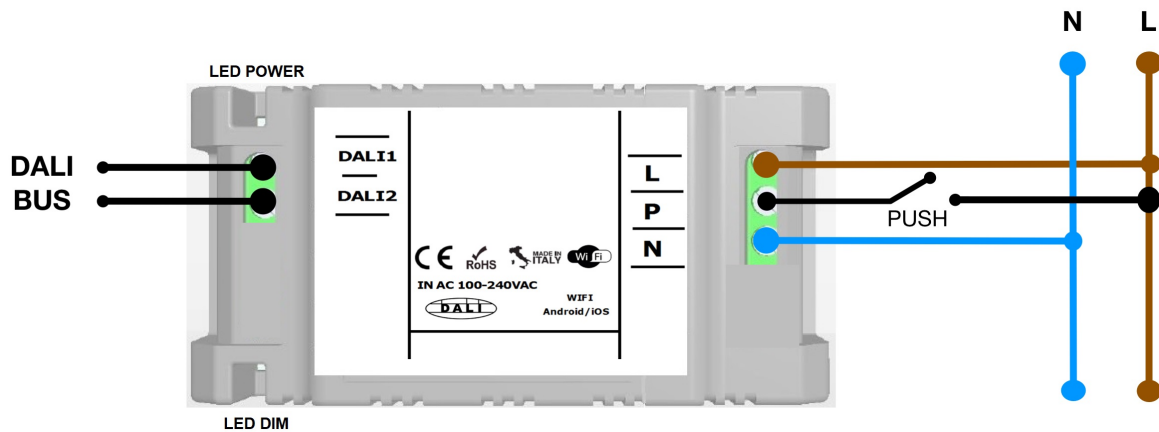 N L
LED POWER
DALI
BUS
DALI1
DALI2
L
P
N
PUSH
CE
RoHS
MADE IN
ITALY
Wi Fi
IN AC 100-240VAC
DALI
WIFI
Android/iOS
LED DIM